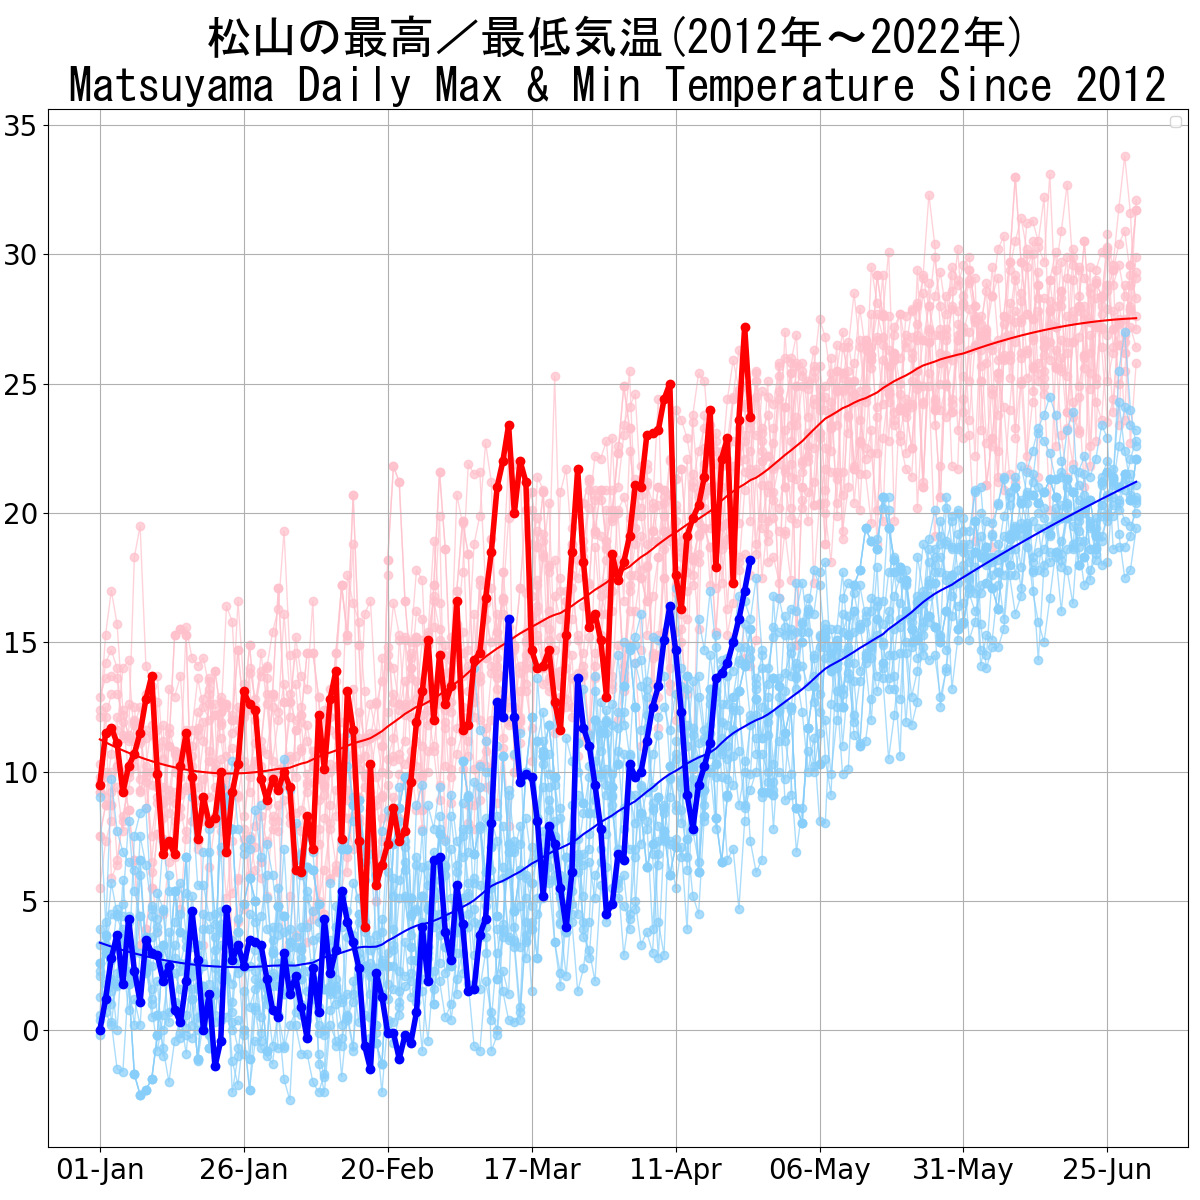 松山の最高／最低気温(2012年～2022年)
Matsuyama Daily Max & Min Temperature Since 2012
35
30
25
20
15
10
5
0
01-Jan 26-Jan 20-Feb 17-Mar 11-Apr 06-May 31-May 25-Jun